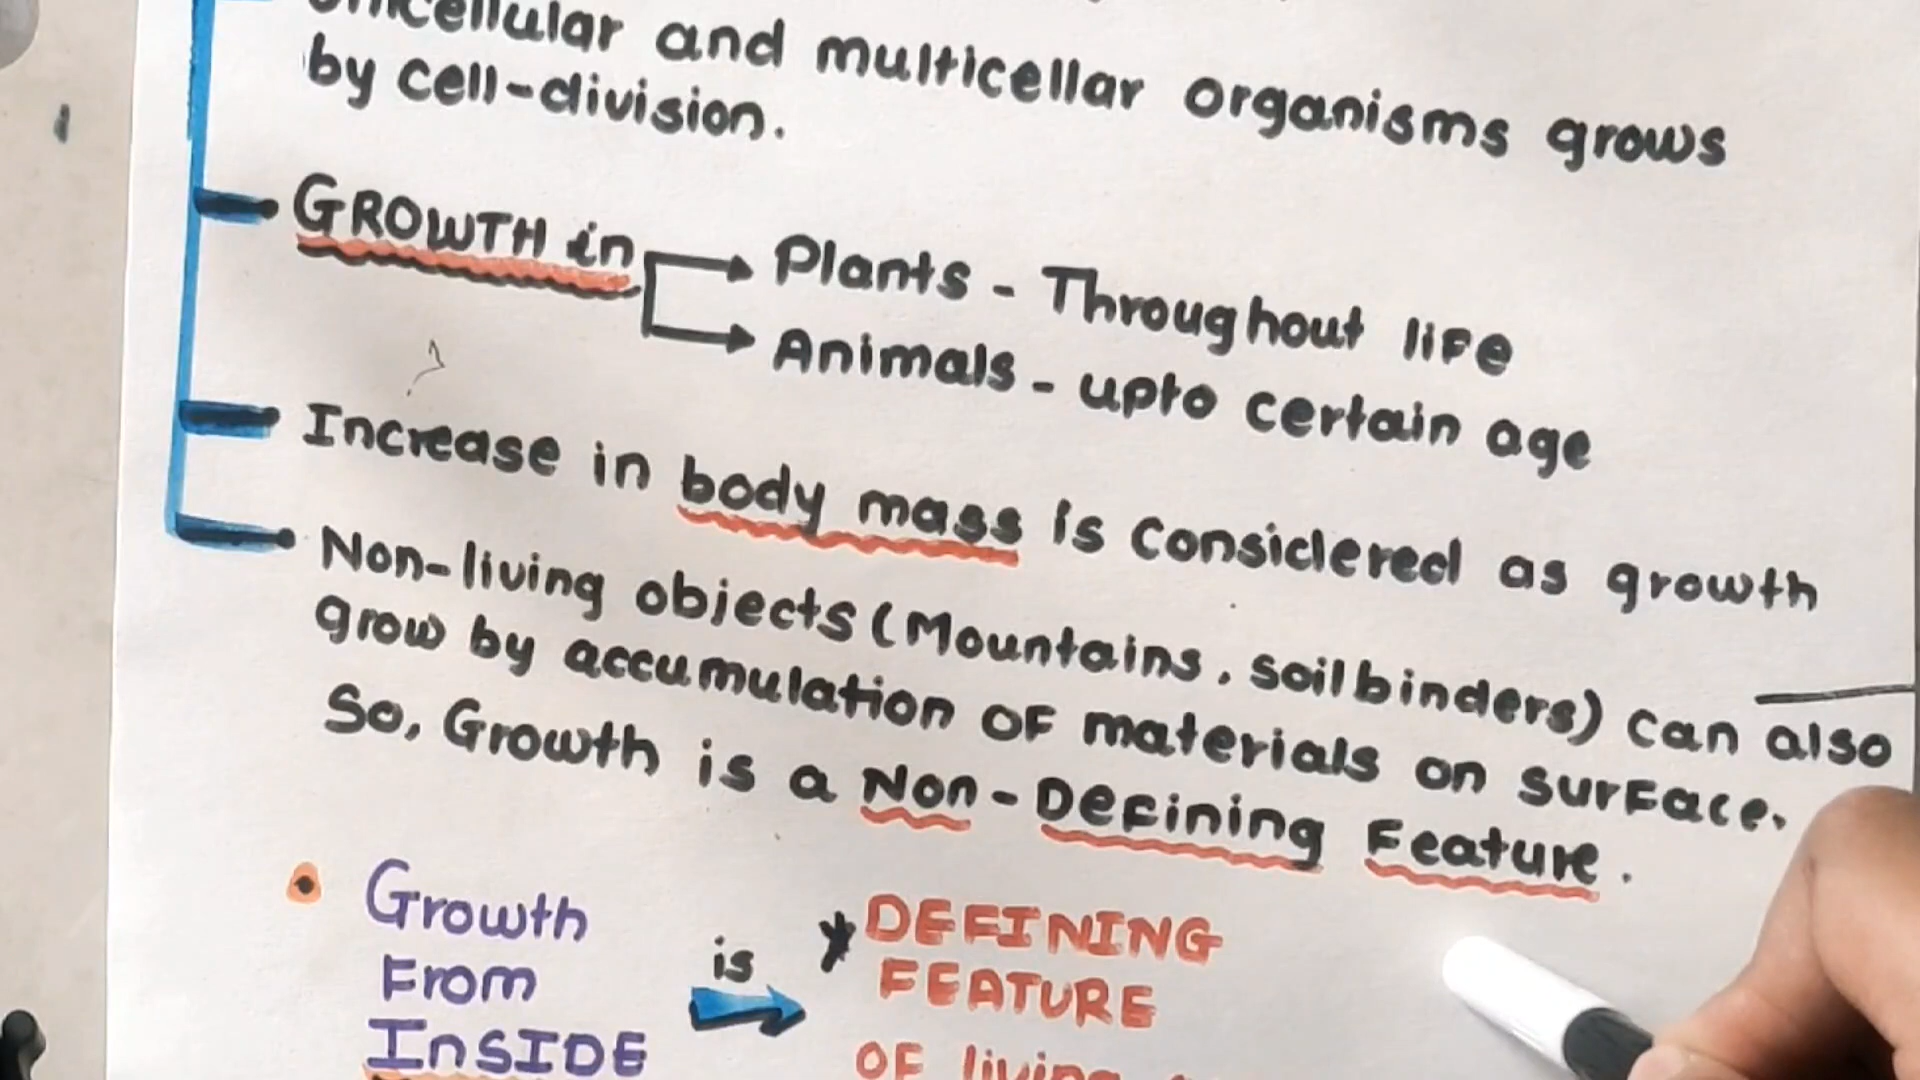 unicellular and multicellar organisms grows
by cell-division.
GROWTH in
Plants - Throughout life
Animals - upto certain age
Increase in body mass is considered as growth
Non-living objects (Mountains, soilbinders) can also
grow by accumulation of materials on surface.
So, Growth is a Non-Defining Feature.
Growth
From
InSIDE
is
* DEFINING
FEATURE
OF living